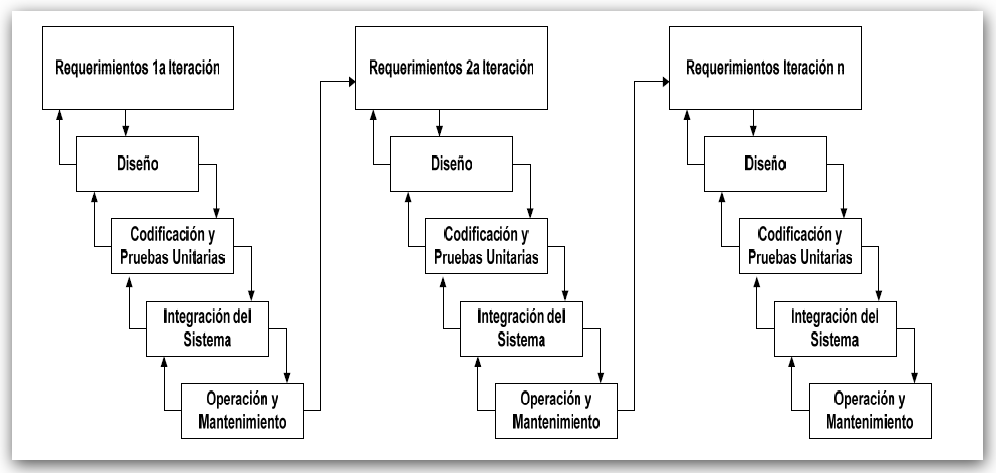 Requerimientos 1a Iteración
Diseño
Codificación y
Pruebas Unitarias
Integración del
Sistema
Operación y
Mantenimiento
Requerimientos 2a Iteración
Diseño
Codificación y
Pruebas Unitarias
Integración del
Sistema
Operación y
Mantenimiento
Requerimientos Iteración n
Diseño
Codificación y
Pruebas Unitarias
Integración del
Sistema
Operación y
Mantenimiento